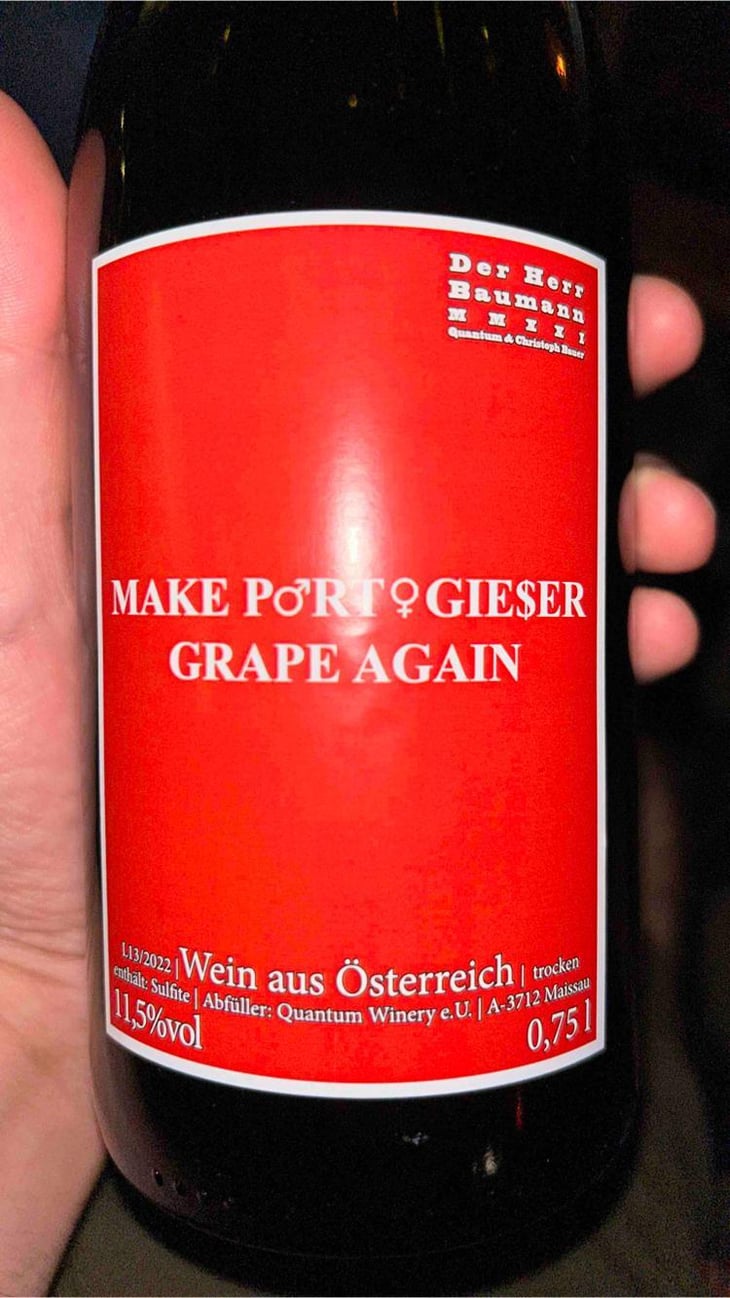 Der Herr
Baumann
M M X X I
Quantum & Christoph Bauer
MAKE P♂RT♀GIE$ER
GRAPE AGAIN
L13/2022 | Wein aus Österreich | trocken
enthält: Sulfite | Abfüller: Quantum Winery e.U. | A-3712 Maissau
11,5%vol 0,75 l